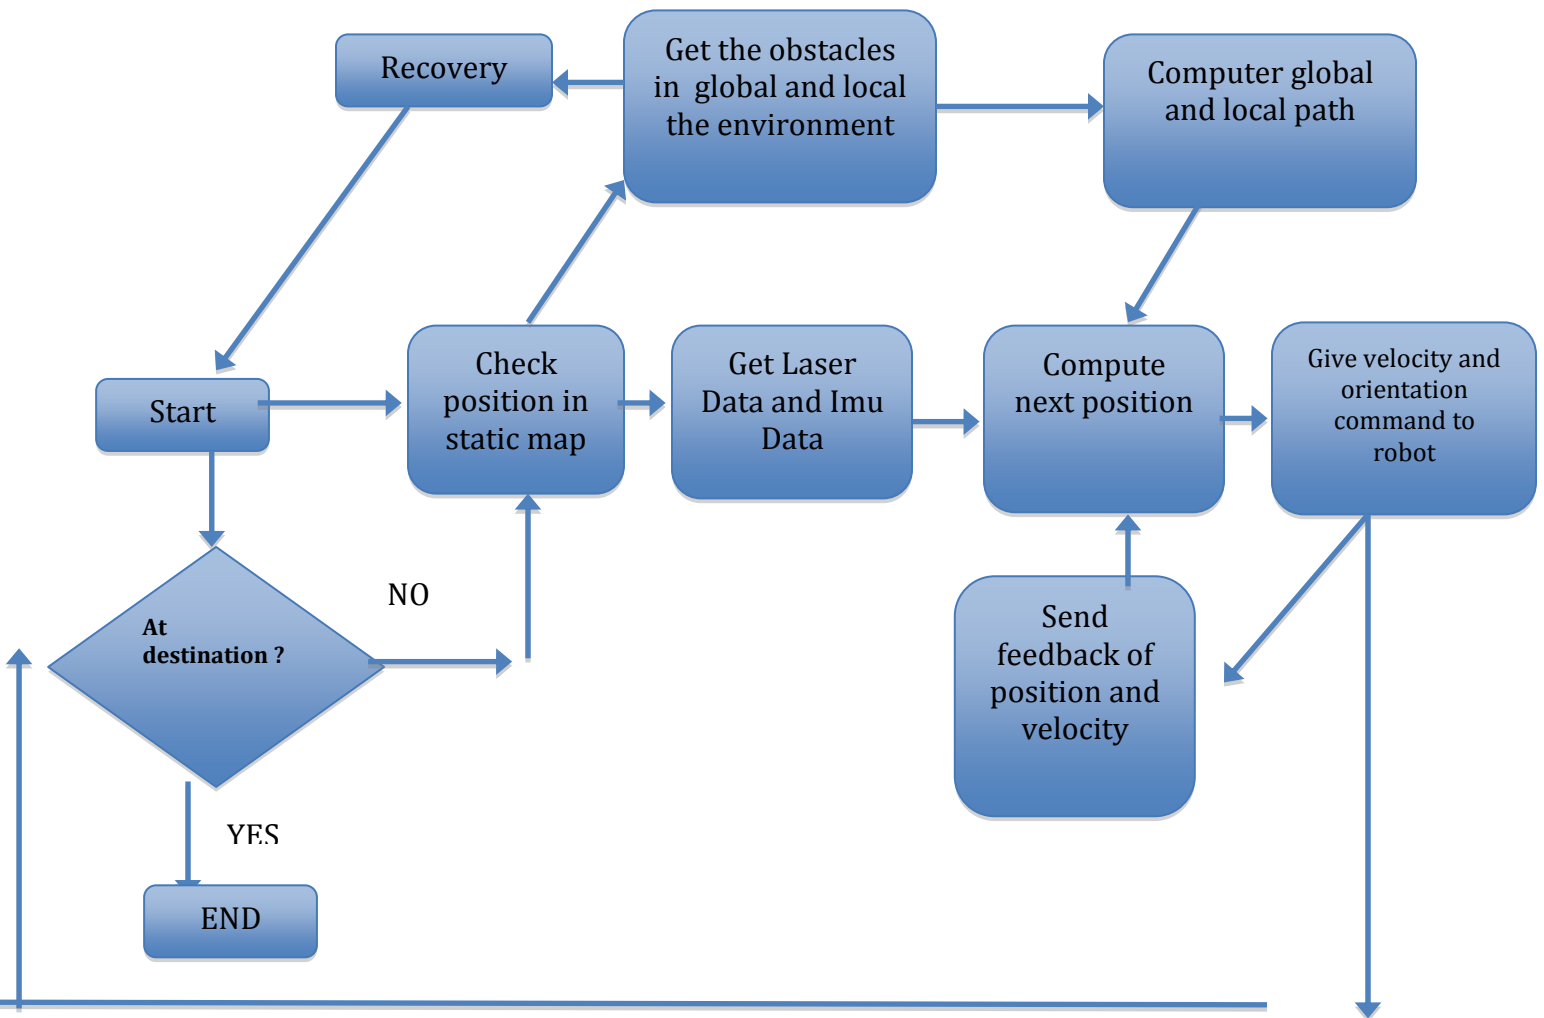 Recovery
Get the obstacles
in global and local
the environment
Computer global
and local path
Start
Check
position in
static map
Get Laser
Data and Imu
Data
Compute
next position
Give velocity and
orientation
command to
robot
At
destination ?
NO
Send
feedback of
position and
velocity
YES
END